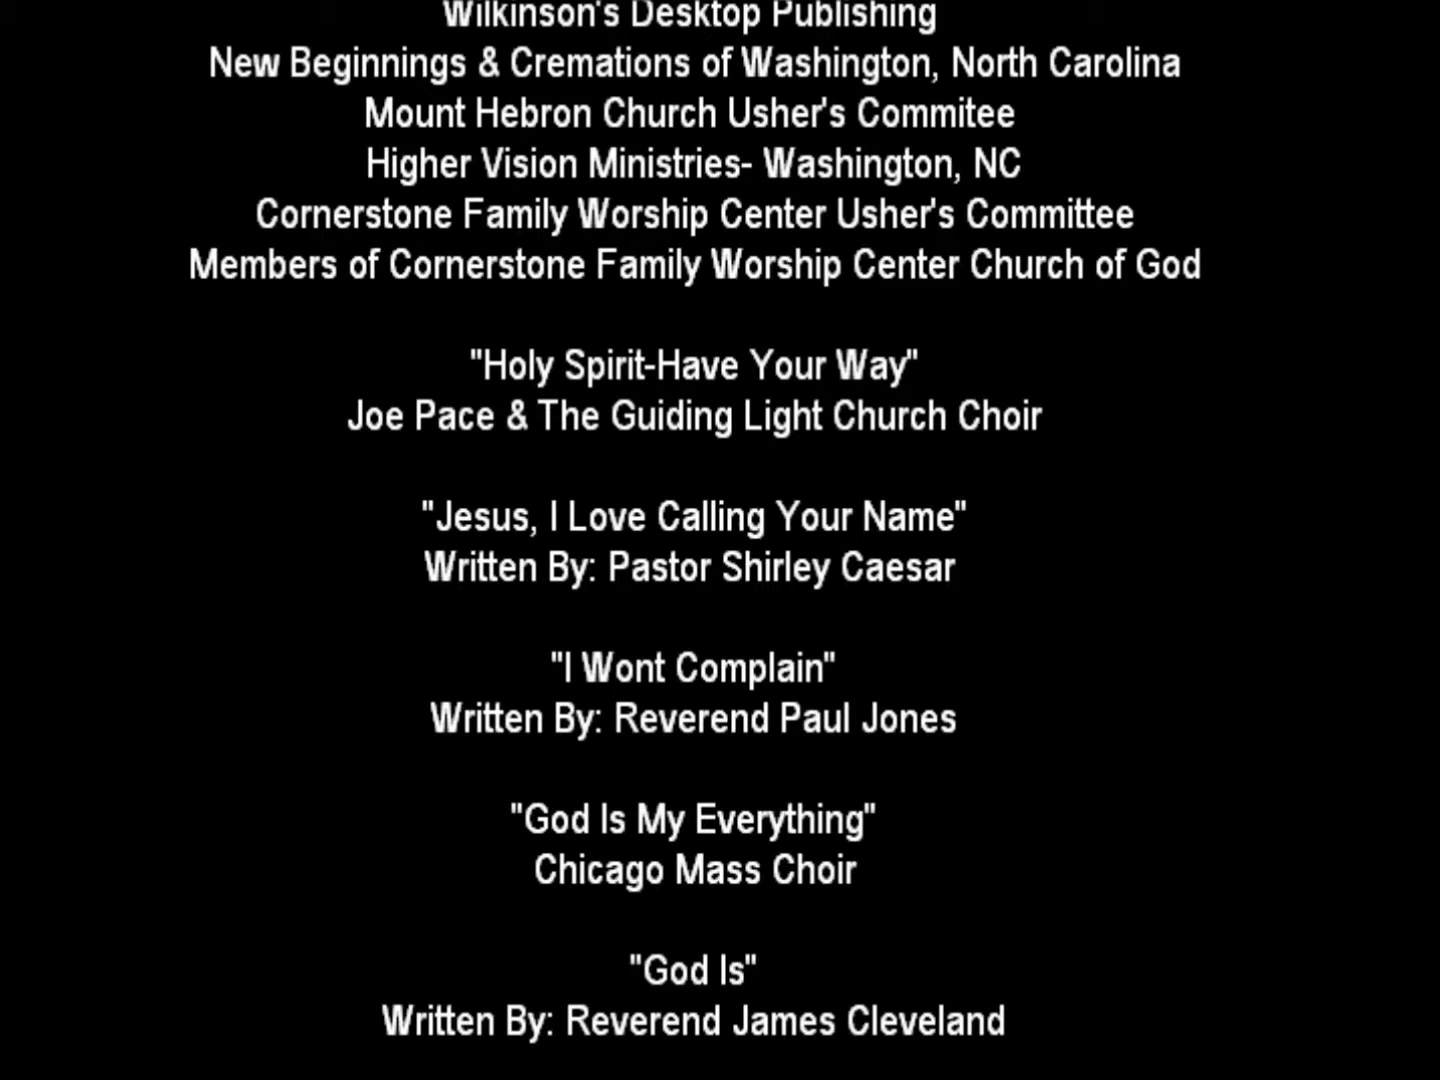 Wilkinson's Desktop Publishing
New Beginnings & Cremations of Washington, North Carolina
Mount Hebron Church Usher's Commitee
Higher Vision Ministries- Washington, NC
Cornerstone Family Worship Center Usher's Committee
Members of Cornerstone Family Worship Center Church of God
"Holy Spirit-Have Your Way"
Joe Pace & The Guiding Light Church Choir
"Jesus, I Love Calling Your Name"
Written By: Pastor Shirley Caesar
"I Wont Complain"
Written By: Reverend Paul Jones
"God Is My Everything"
Chicago Mass Choir
"God Is"
Written By: Reverend James Cleveland